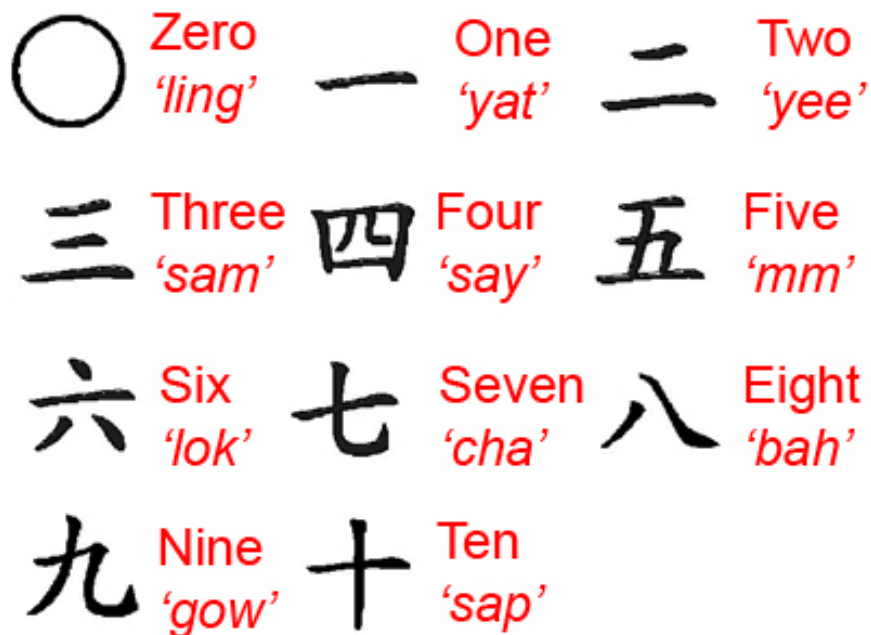 〇 Zero 一 One 二 Two
‘ling’ ‘yat’ ‘yee’
三 Three 四 Four 五 Five
‘sam’ ‘say’ ‘mm’
六 Six 七 Seven 八 Eight
‘lok’ ‘cha’ ‘bah’
九 Nine 十 Ten
‘gow’ ‘sap’